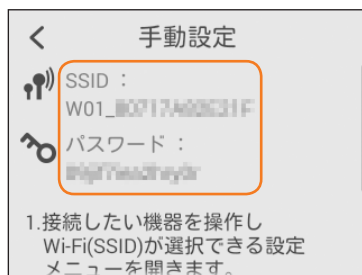 手動設定
SSID：
W01_
パスワード：
1.接続したい機器を操作し
Wi-Fi(SSID)が選択できる設定
メニューを開きます。